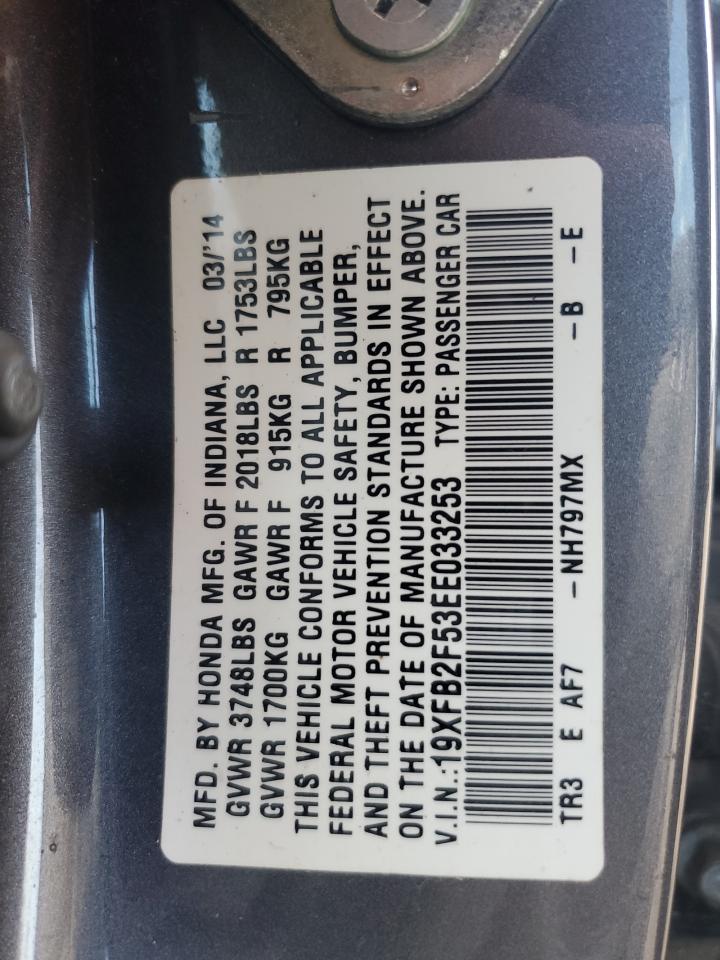 MFD. BY HONDA MFG. OF INDIANA, LLC 03/'14
GVWR 3748LBS GAWR F 2018LBS R 1753LBS
GVWR 1700KG GAWR F 915KG R 795KG
THIS VEHICLE CONFORMS TO ALL APPLICABLE
FEDERAL MOTOR VEHICLE SAFETY, BUMPER,
AND THEFT PREVENTION STANDARDS IN EFFECT
ON THE DATE OF MANUFACTURE SHOWN ABOVE.
V.I.N.:19XFB2F53EE033253 TYPE: PASSENGER CAR
TR3 E AF7 -NH797MX -B -E